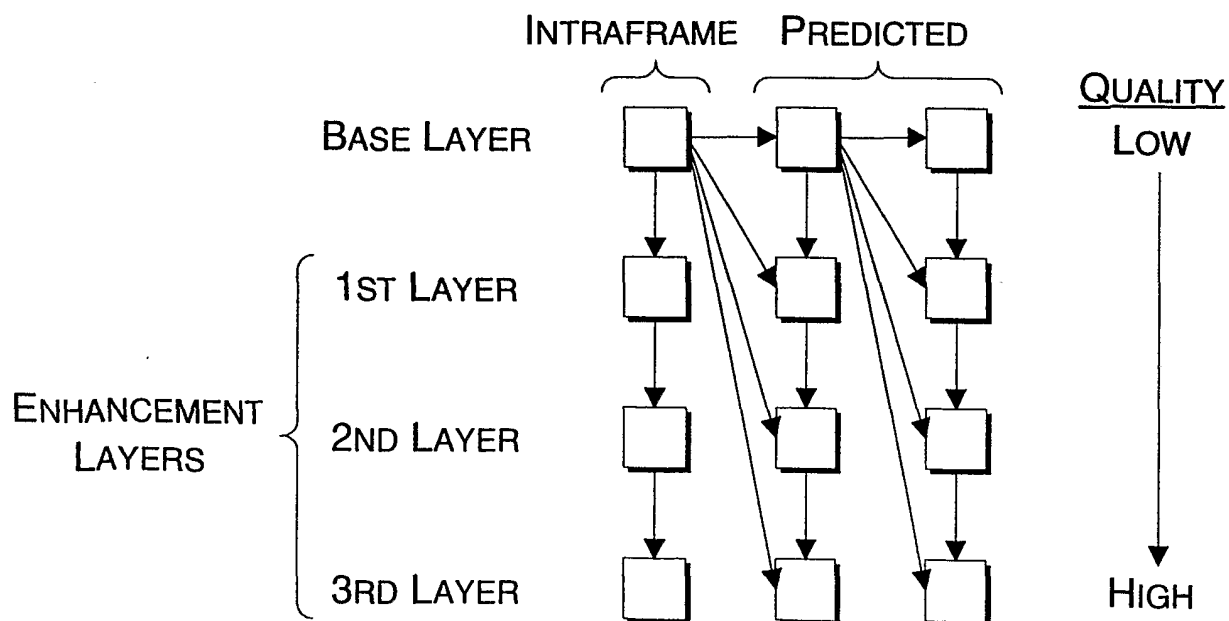 INTRAFRAME PREDICTED
QUALITY
BASE LAYER
LOW
1ST LAYER
ENHANCEMENT
LAYERS
2ND LAYER
3RD LAYER
HIGH